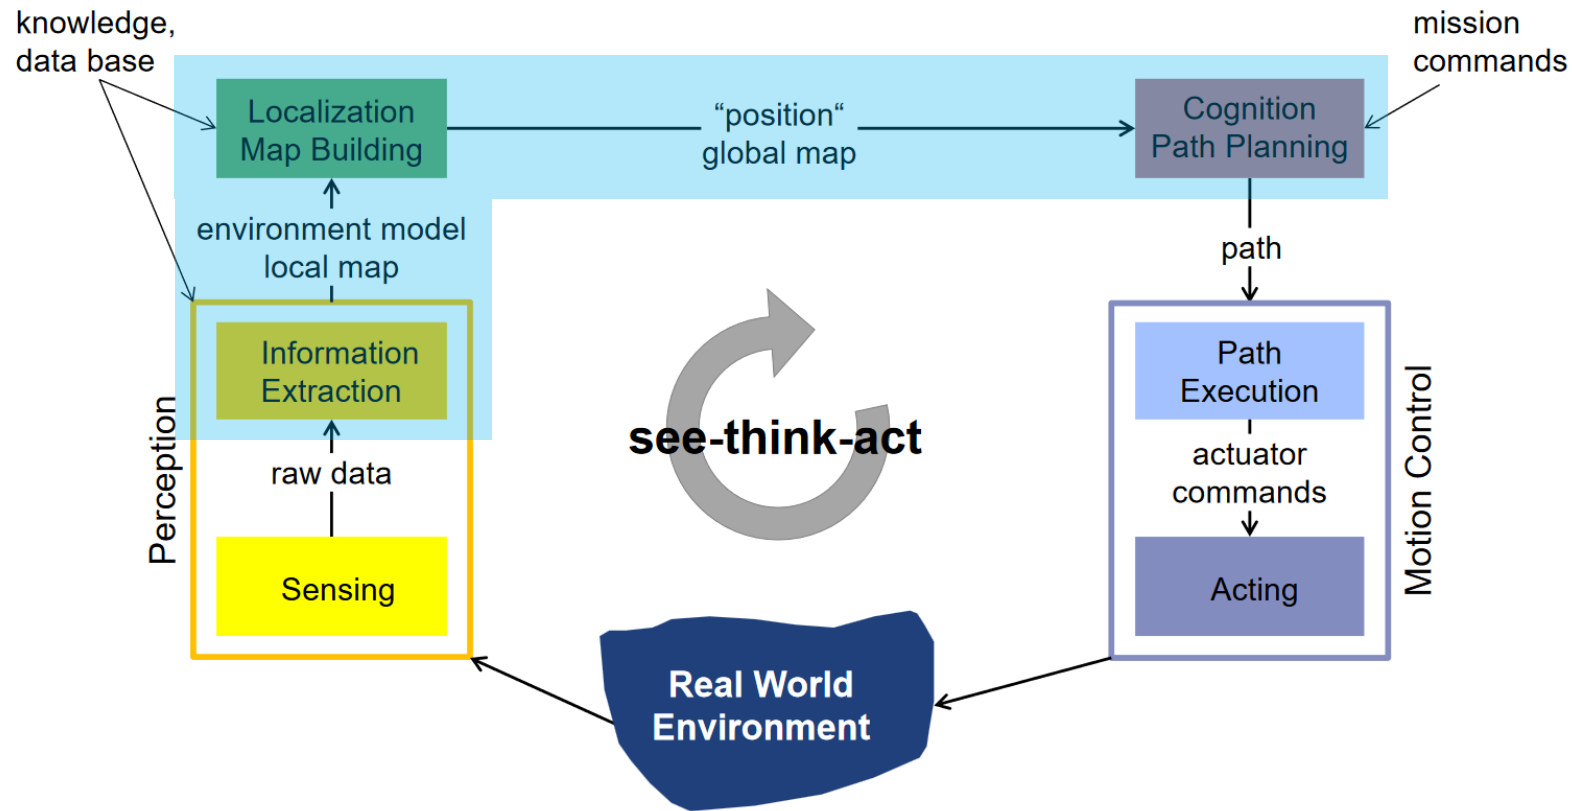 knowledge,
data base
mission
commands
Localization
Map Building
“position“
global map
Cognition
Path Planning
environment model
local map
path
Information
Extraction
Path
Execution
Perception
see-think-act
Motion Control
raw data
actuator
commands
Sensing
Acting
Real World
Environment